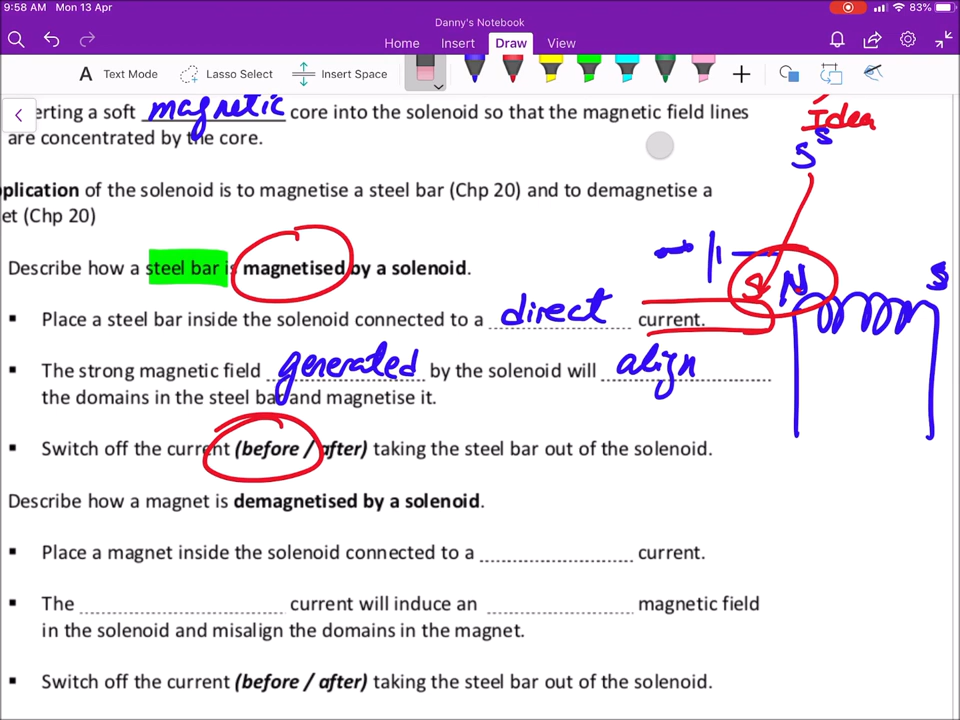 9:58 AM Mon 13 Apr
83%
Danny's Notebook
Home Insert Draw View
A Text Mode Lasso Select Insert Space
erting a soft magnetic core into the solenoid so that the magnetic field lines
are concentrated by the core.
Idea
S S
pplication of the solenoid is to magnetise a steel bar (Chp 20) and to demagnetise a
et (Chp 20)
Describe how a steel bar is magnetised by a solenoid.
S N S
▪ Place a steel bar inside the solenoid connected to a direct current.
▪ The strong magnetic field generated by the solenoid will align
the domains in the steel bar and magnetise it.
▪ Switch off the current (before / after) taking the steel bar out of the solenoid.
Describe how a magnet is demagnetised by a solenoid.
▪ Place a magnet inside the solenoid connected to a ........................ current.
▪ The ................................ current will induce an ....................... magnetic field
in the solenoid and misalign the domains in the magnet.
▪ Switch off the current (before / after) taking the steel bar out of the solenoid.